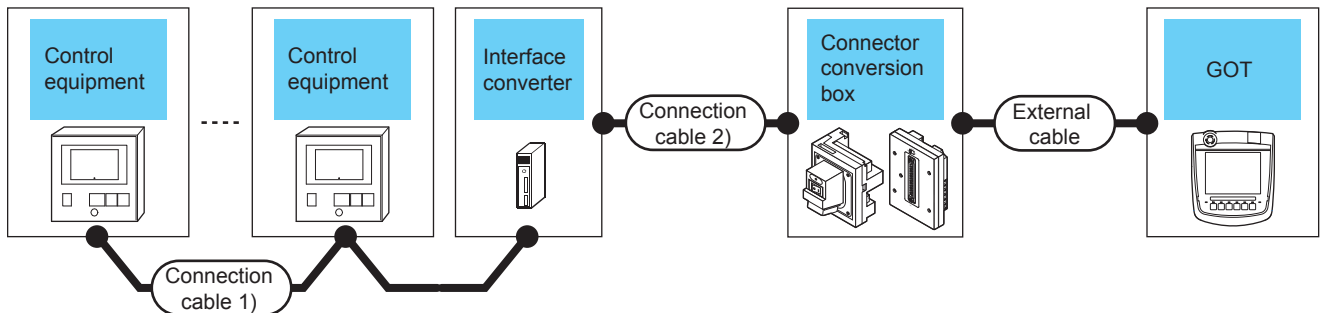 Control
equipment
Control
equipment
Interface
converter
Connector
conversion
box
GOT
Connection
cable 2)
External
cable
Connection
cable 1)